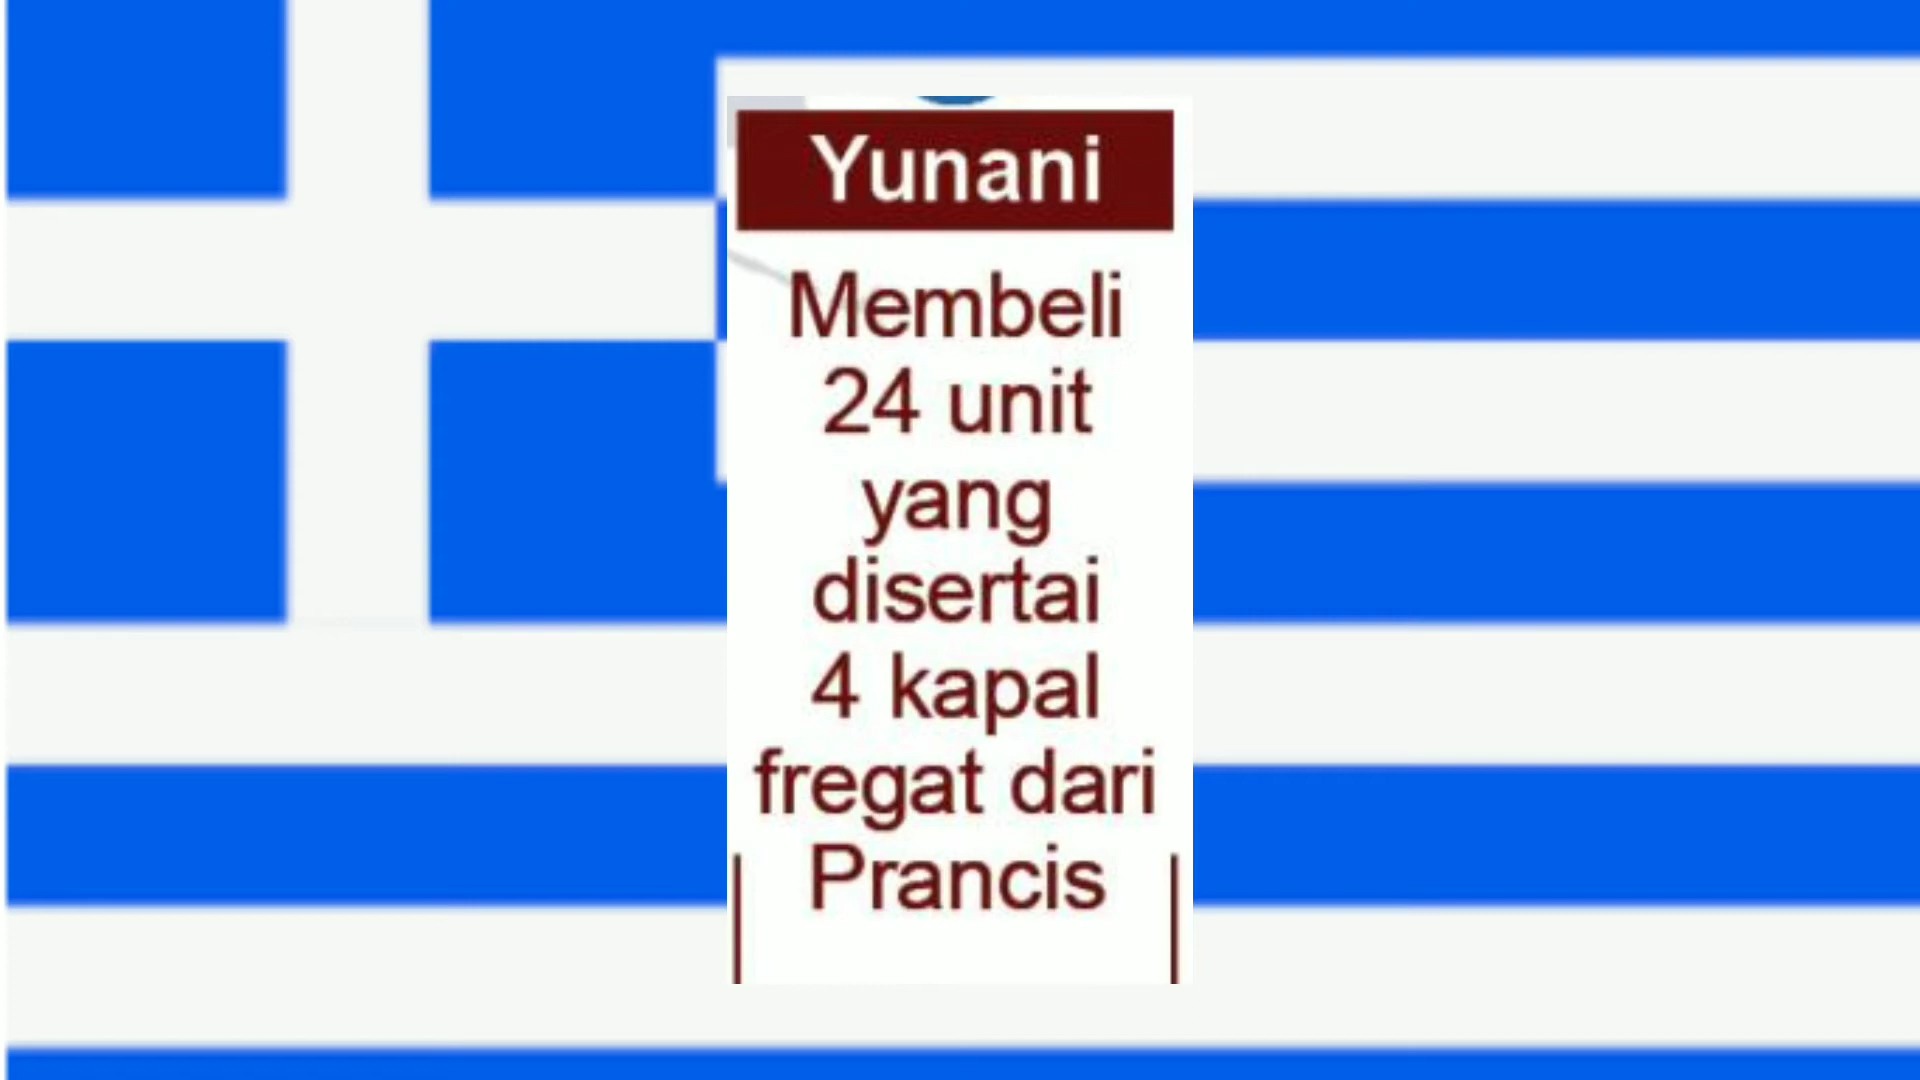 Yunani
Membeli
24 unit
yang
disertai
4 kapal
fregat dari
Prancis